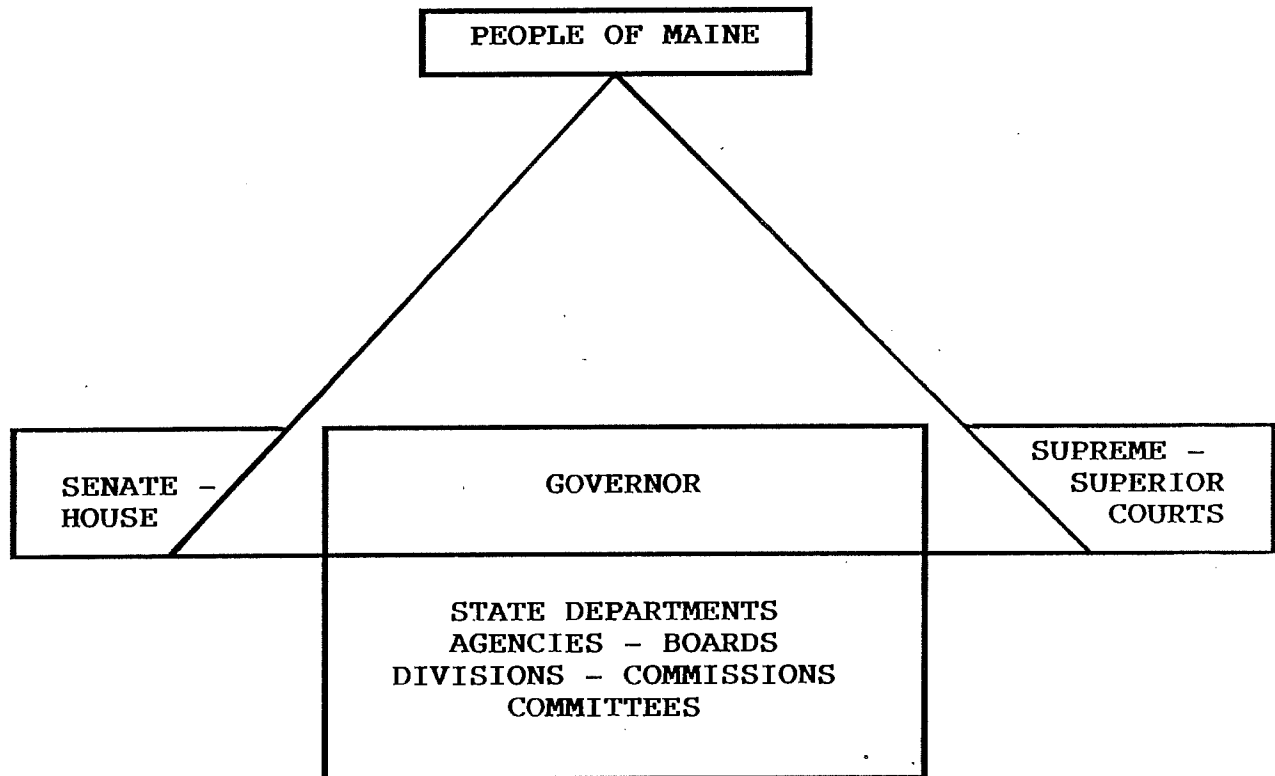 PEOPLE OF MAINE
SENATE -
HOUSE
GOVERNOR
SUPREME -
SUPERIOR
COURTS
STATE DEPARTMENTS
AGENCIES - BOARDS
DIVISIONS - COMMISSIONS
COMMITTEES